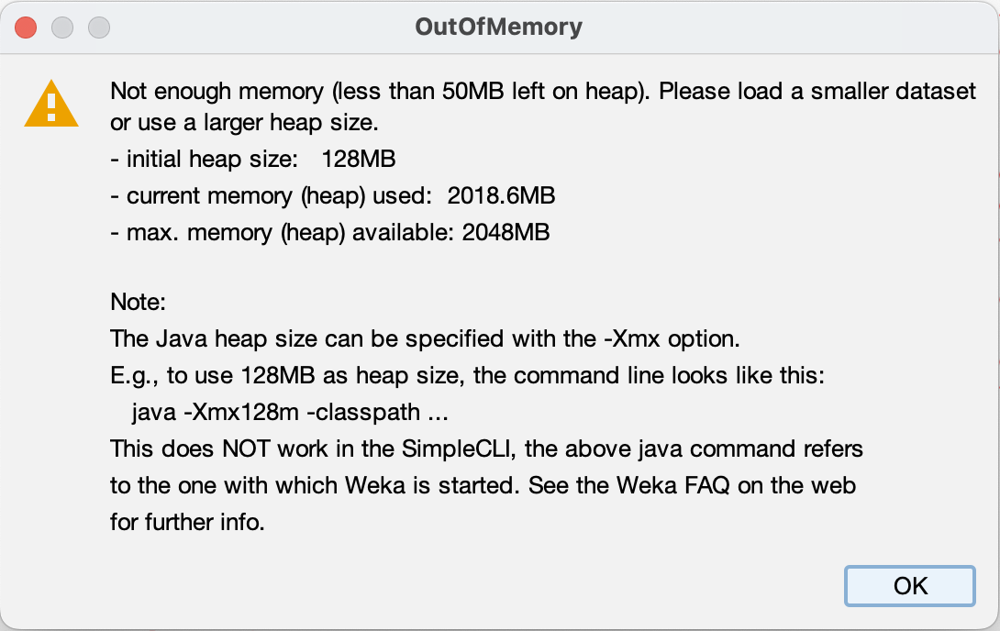 OutOfMemory
Not enough memory (less than 50MB left on heap). Please load a smaller dataset
or use a larger heap size.
- initial heap size:   128MB
- current memory (heap) used:  2018.6MB
- max. memory (heap) available: 2048MB
Note:
The Java heap size can be specified with the -Xmx option.
E.g., to use 128MB as heap size, the command line looks like this:
java -Xmx128m -classpath ...
This does NOT work in the SimpleCLI, the above java command refers
to the one with which Weka is started. See the Weka FAQ on the web
for further info.
OK